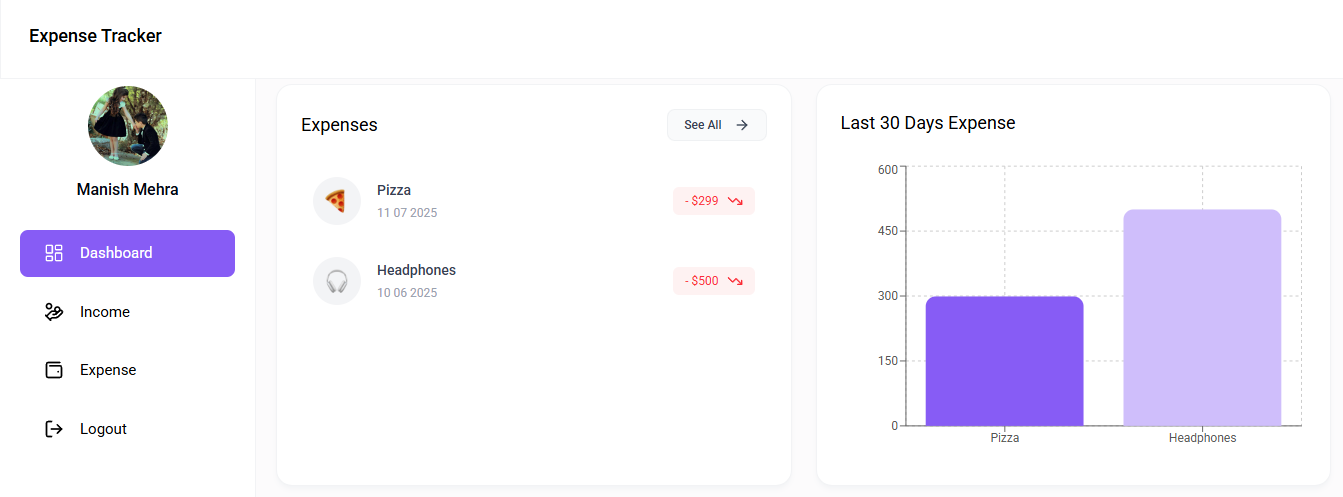 Expense Tracker
Manish Mehra
Dashboard
Income
Expense
Logout
Expenses
See All
Pizza
11 07 2025
- $299
Headphones
10 06 2025
- $500
Last 30 Days Expense
600
450
300
150
0
Pizza Headphones